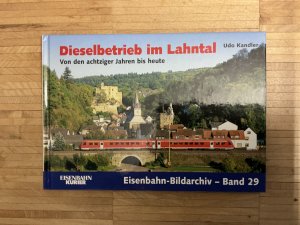 Dieselbetrieb im Lahntal
Udo Kandler
Von den achtziger Jahren bis heute
EISENBAHN
KURIER
Eisenbahn-Bildarchiv – Band 29